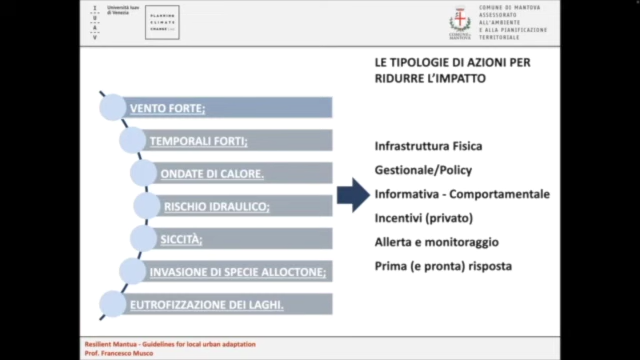 I
U
A
V
Università Iuav
di Venezia
PLANNING
CLIMATE
CHANGE
COMUNE DI MANTOVA
ASSESSORATO
ALL'AMBIENTE
E ALLA PIANIFICAZIONE
TERRITORIALE
LE TIPOLOGIE DI AZIONI PER
RIDURRE L'IMPATTO
VENTO FORTE;
TEMPORALI FORTI;
ONDATE DI CALORE.
RISCHIO IDRAULICO;
SICCITÀ;
INVASIONE DI SPECIE ALLOCTONE;
EUTROFIZZAZIONE DEI LAGHI.
Infrastruttura Fisica
Gestionale/Policy
Informativa - Comportamentale
Incentivi (privato)
Allerta e monitoraggio
Prima (e pronta) risposta
Resilient Mantua - Guidelines for local urban adaptation
Prof. Francesco Musco